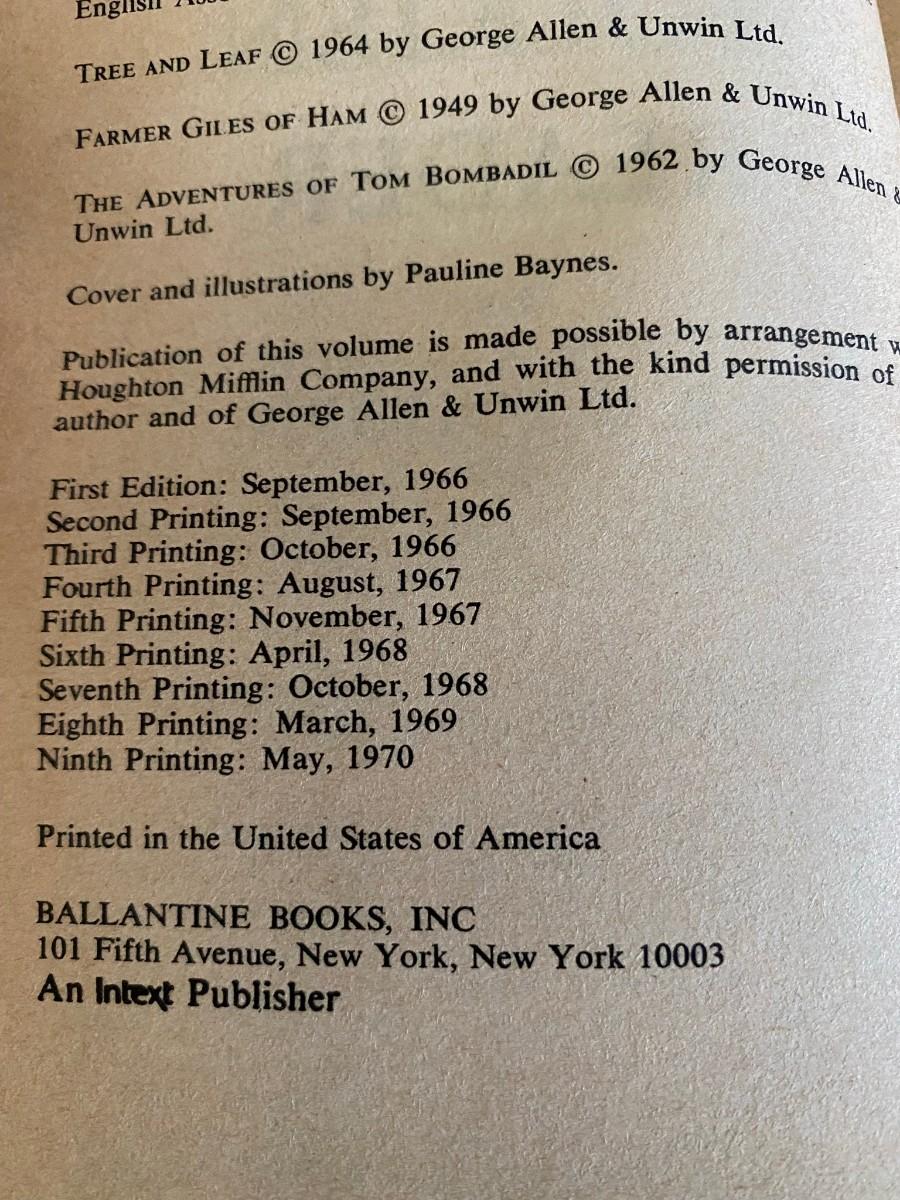 English
TREE AND LEAF © 1964 by George Allen & Unwin Ltd.
FARMER GILES OF HAM © 1949 by George Allen & Unwin Ltd.
THE ADVENTURES OF TOM BOMBADIL © 1962 by George Allen &
Unwin Ltd.
Cover and illustrations by Pauline Baynes.
Publication of this volume is made possible by arrangement
Houghton Mifflin Company, and with the kind permission of
author and of George Allen & Unwin Ltd.
First Edition: September, 1966
Second Printing: September, 1966
Third Printing: October, 1966
Fourth Printing: August, 1967
Fifth Printing: November, 1967
Sixth Printing: April, 1968
Seventh Printing: October, 1968
Eighth Printing: March, 1969
Ninth Printing: May, 1970
Printed in the United States of America
BALLANTINE BOOKS, INC
101 Fifth Avenue, New York, New York 10003
An Intext Publisher